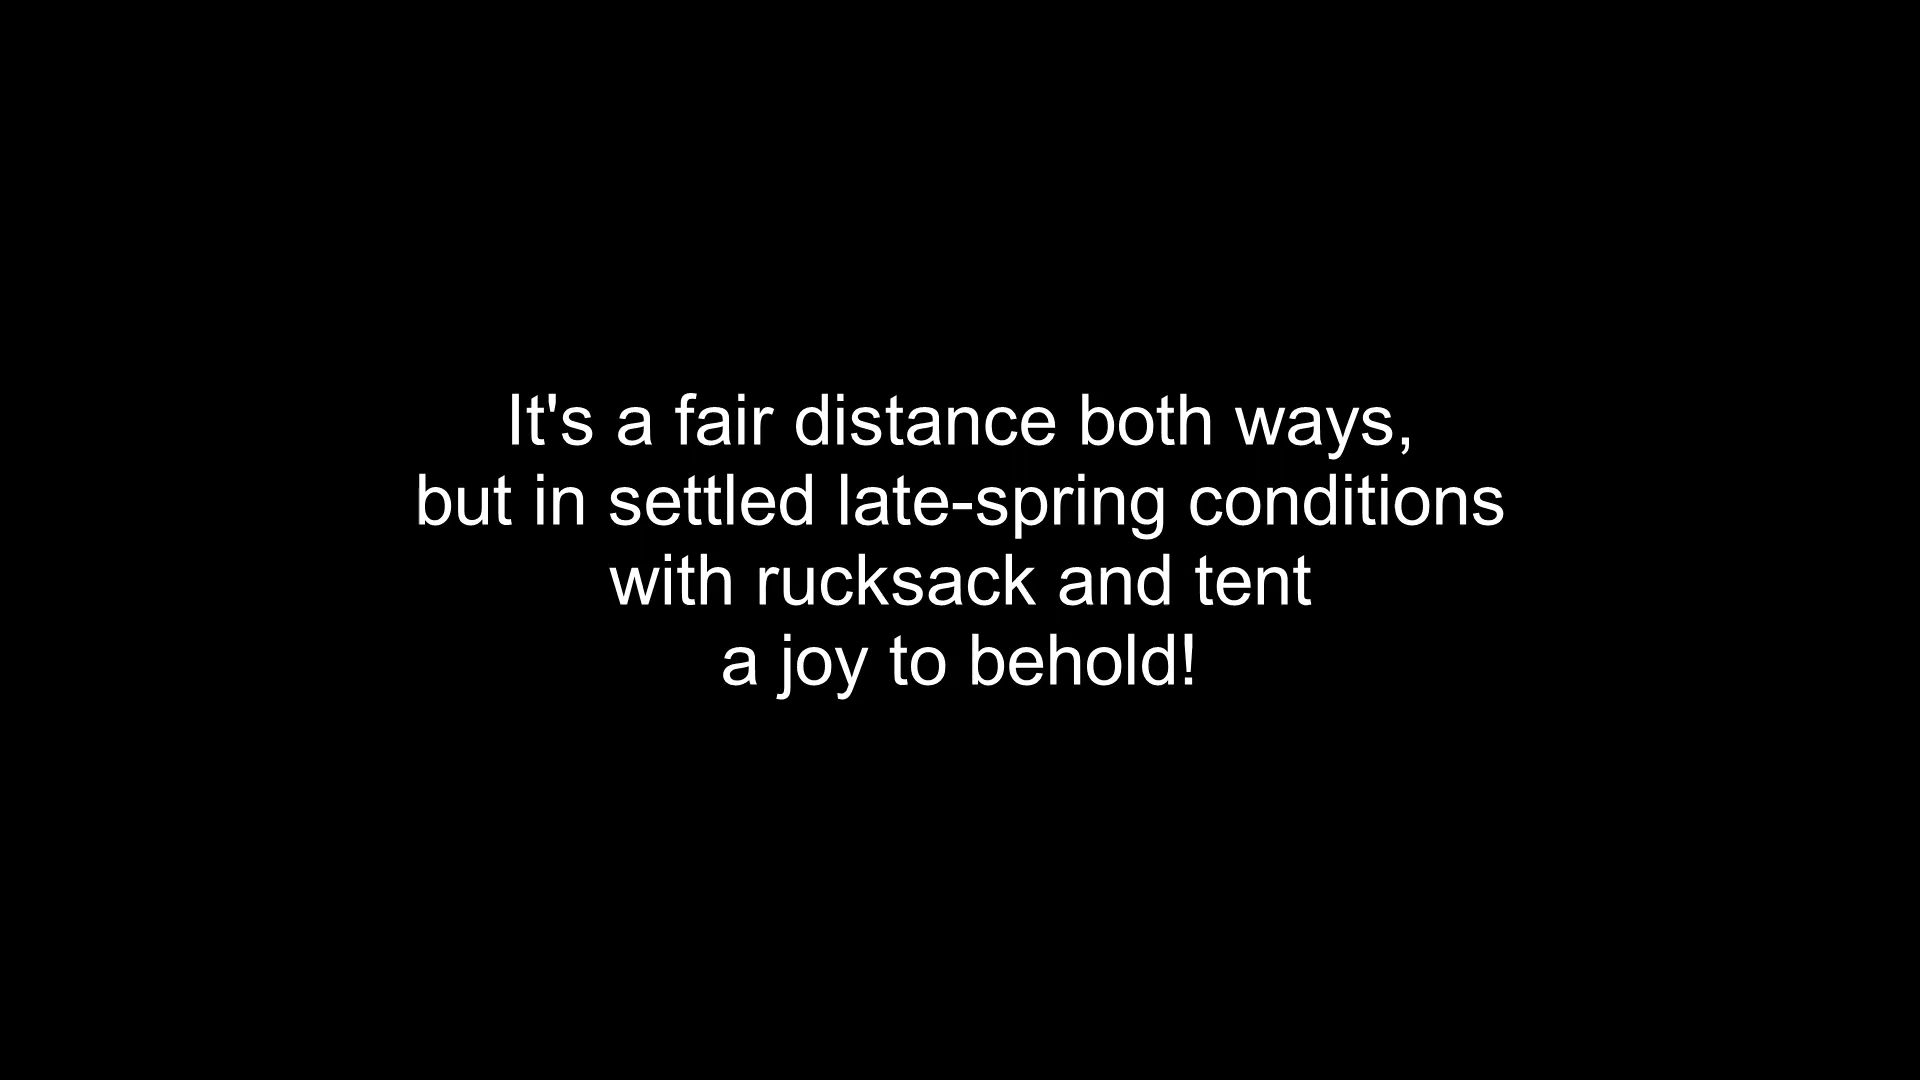 It's a fair distance both ways,
but in settled late-spring conditions
with rucksack and tent
a joy to behold!